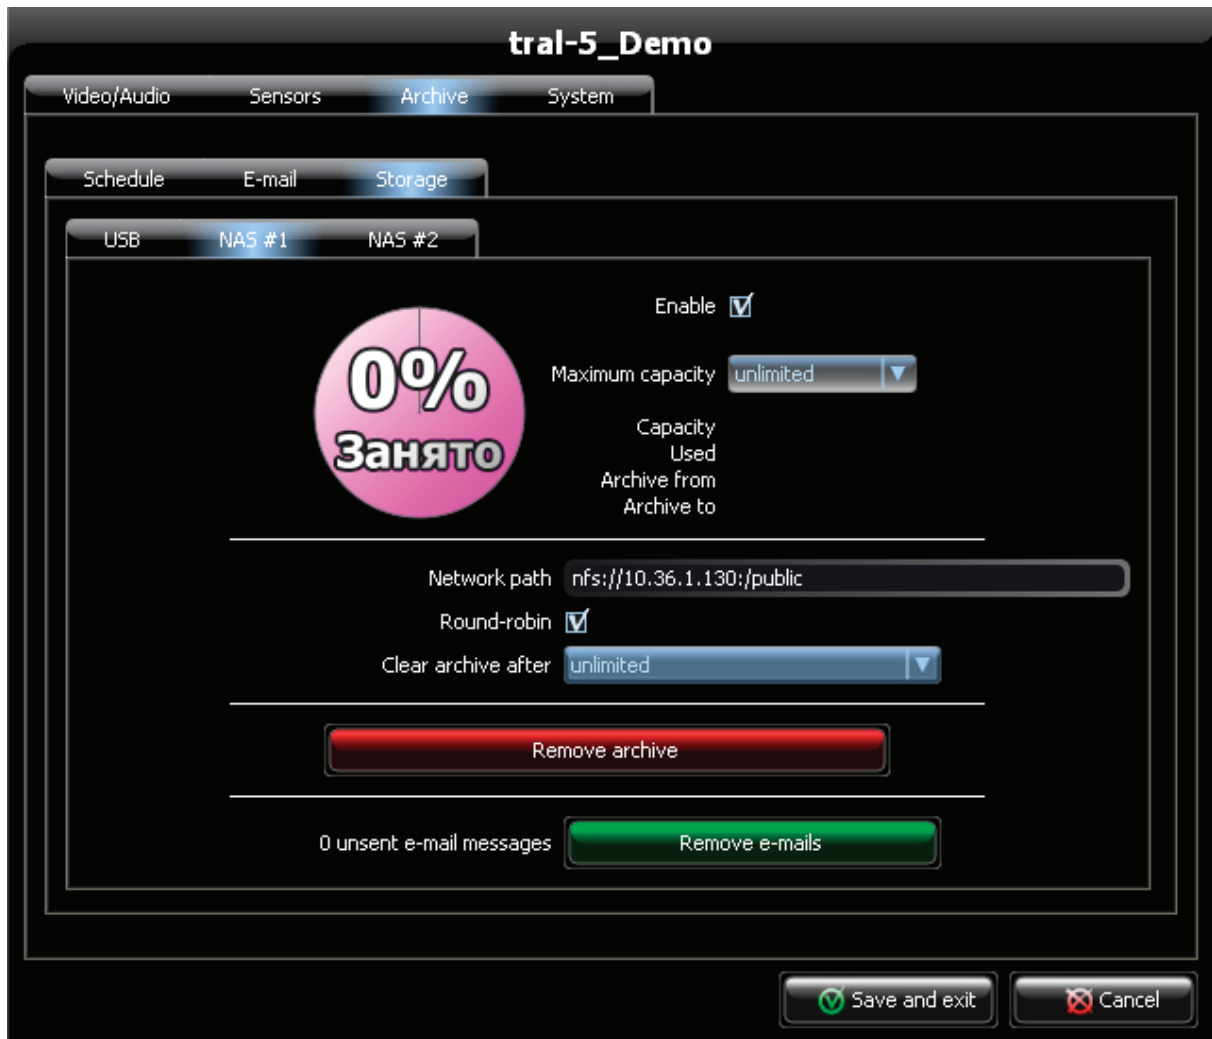 tral-5_Demo
Video/Audio Sensors Archive System
Schedule E-mail Storage
USB NAS #1 NAS #2
Enable
0%
Занято
Maximum capacity unlimited
Capacity
Used
Archive from
Archive to
Network path nfs://10.36.1.130:/public
Round-robin
Clear archive after unlimited
Remove archive
0 unsent e-mail messages Remove e-mails
Save and exit Cancel